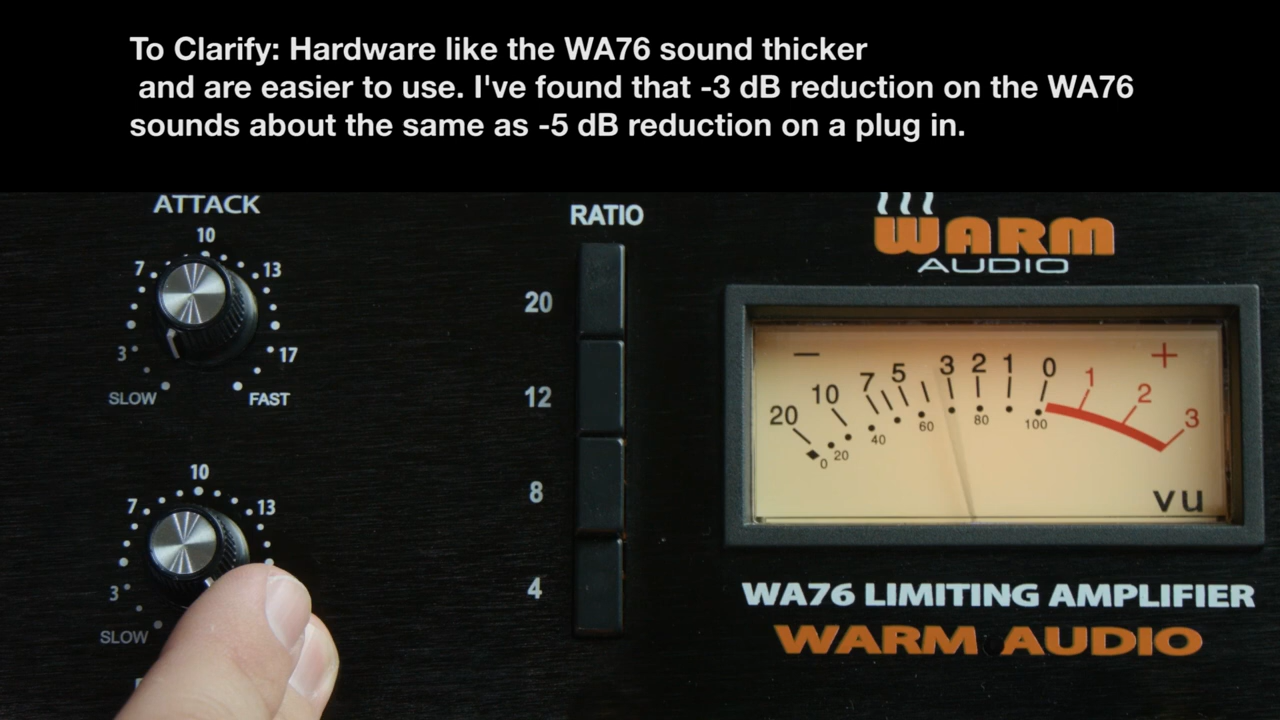 To Clarify: Hardware like the WA76 sound thicker
and are easier to use. I've found that -3 dB reduction on the WA76
sounds about the same as -5 dB reduction on a plug in.
ATTACK
10
7 13
3 17
SLOW FAST
10
7 13
3
SLOW
RATIO
20
12
8
4
WARM
AUDIO
− +
20 10 7 5 3 2 1 0 1 2 3
0 20 40 60 80 100
VU
WA76 LIMITING AMPLIFIER
WARM AUDIO